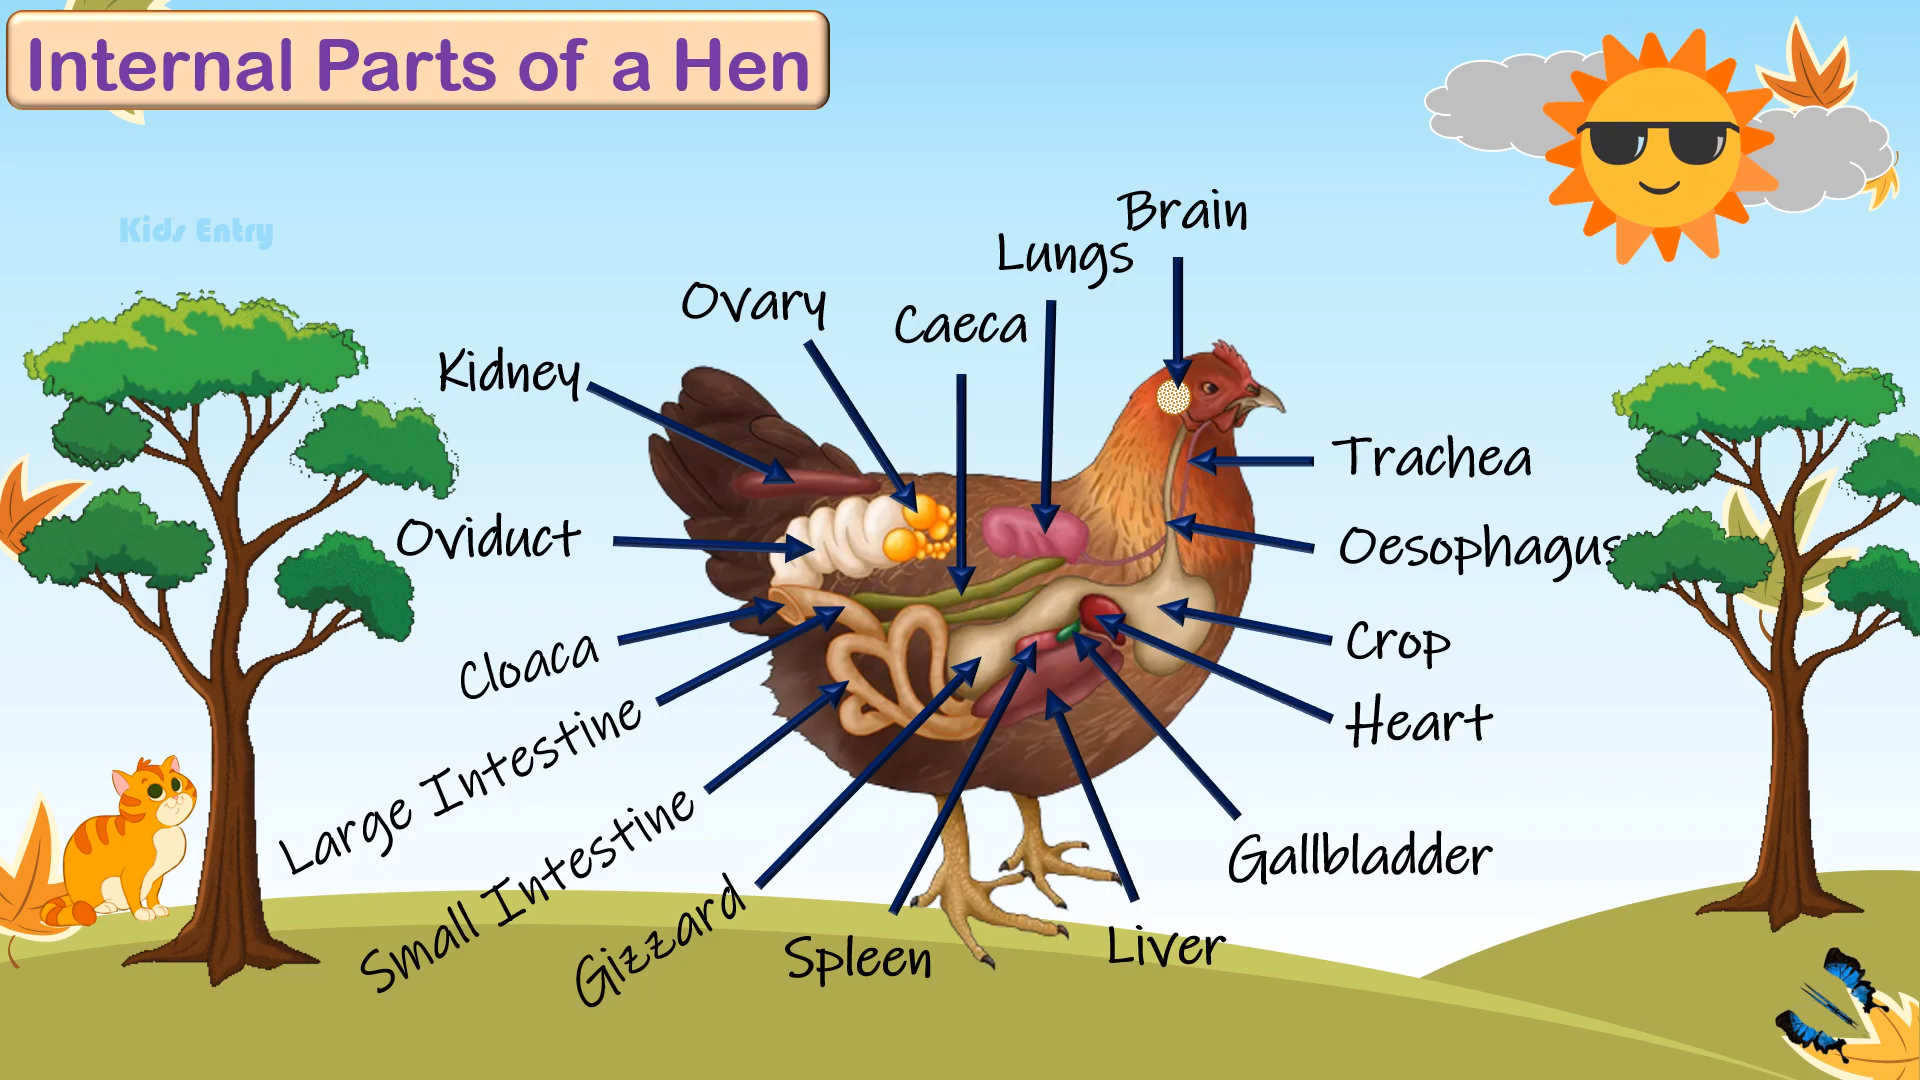 Internal Parts of a Hen
Kids Entry
Brain
Lungs
Ovary
Caeca
Kidney
Trachea
Oviduct
Oesophagus
Cloaca
Crop
Large Intestine
Heart
Small Intestine
Gallbladder
Gizzard
Spleen
Liver